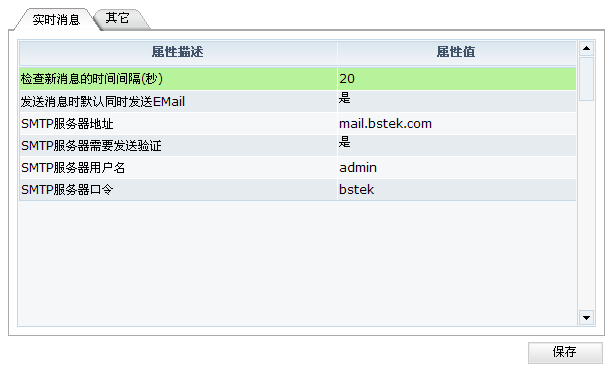 实时消息 其它
属性描述 属性值
检查新消息的时间间隔(秒) 20
发送消息时默认同时发送EMail 是
SMTP服务器地址 mail.bstek.com
SMTP服务器需要发送验证 是
SMTP服务器用户名 admin
SMTP服务器口令 bstek
保存